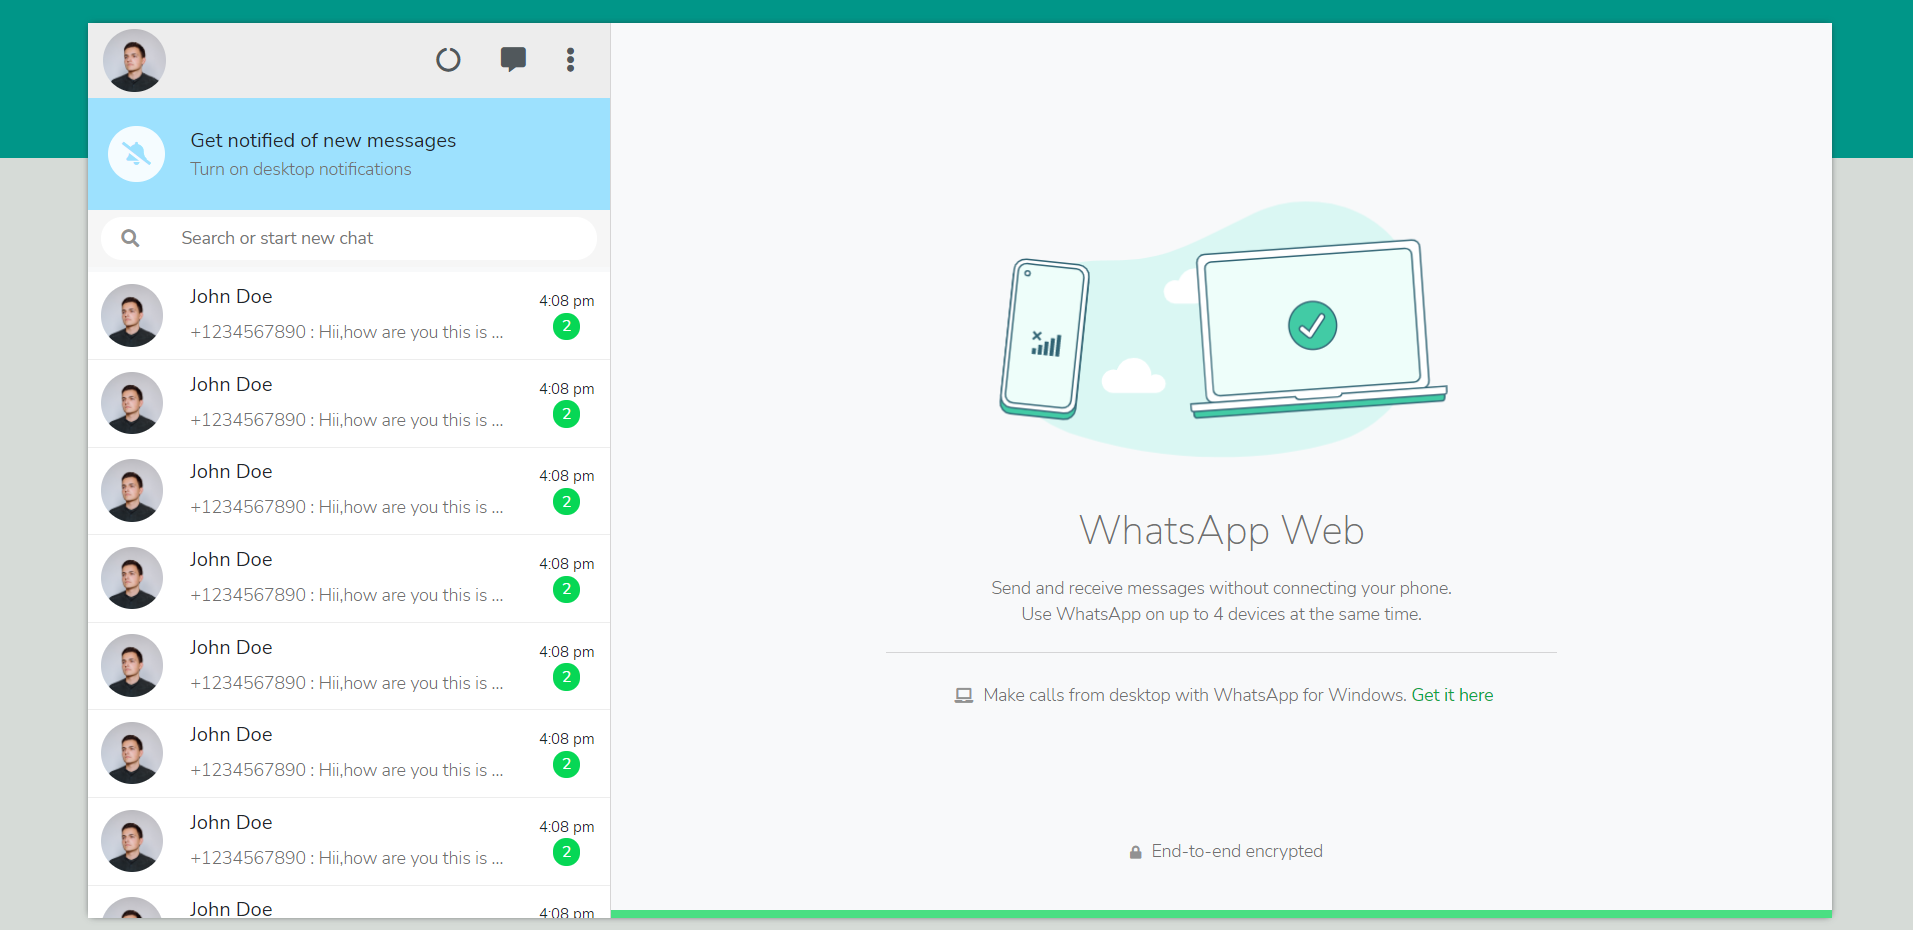 Get notified of new messages
Turn on desktop notifications
Search or start new chat
John Doe
4:08 pm
+1234567890 : Hii,how are you this is ...
2
John Doe
4:08 pm
+1234567890 : Hii,how are you this is ...
2
John Doe
4:08 pm
+1234567890 : Hii,how are you this is ...
2
John Doe
4:08 pm
+1234567890 : Hii,how are you this is ...
2
John Doe
4:08 pm
+1234567890 : Hii,how are you this is ...
2
John Doe
4:08 pm
+1234567890 : Hii,how are you this is ...
2
John Doe
4:08 pm
+1234567890 : Hii,how are you this is ...
2
John Doe
4:08 pm
WhatsApp Web
Send and receive messages without connecting your phone.
Use WhatsApp on up to 4 devices at the same time.
Make calls from desktop with WhatsApp for Windows. Get it here
End-to-end encrypted